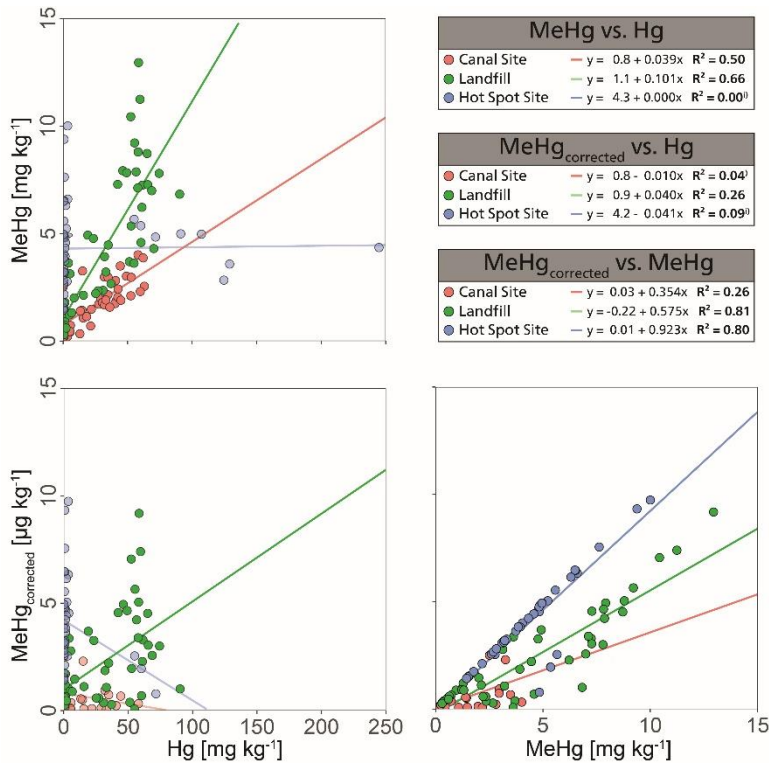 15
10
5
0
MeHg [mg kg⁻¹]
MeHg vs. Hg
Canal Site y = 0.8 + 0.039x R² = 0.50
Landfill y = 1.1 + 0.101x R² = 0.66
Hot Spot Site y = 4.3 + 0.000x R² = 0.00ⁱ⁾
MeHgcorrected vs. Hg
Canal Site y = 0.8 - 0.010x R² = 0.04⁾
Landfill y = 0.9 + 0.040x R² = 0.26
Hot Spot Site y = 4.2 - 0.041x R² = 0.09ⁱ⁾
MeHgcorrected vs. MeHg
Canal Site y = 0.03 + 0.354x R² = 0.26
Landfill y = -0.22 + 0.575x R² = 0.81
Hot Spot Site y = 0.01 + 0.923x R² = 0.80
15
10
5
0
MeHgcorrected [µg kg⁻¹]
0 50 100 150 200 250
Hg [mg kg⁻¹]
0 5 10 15
MeHg [mg kg⁻¹]